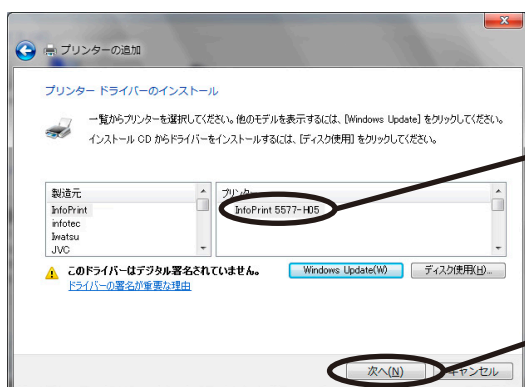 プリンターの追加
プリンター ドライバーのインストール
一覧からプリンターを選択してください。他のモデルを表示するには、[Windows Update] をクリックしてください。
インストール CD からドライバーをインストールするには、[ディスク使用] をクリックしてください。
製造元
プリンター
InfoPrint
infotec
Iwatsu
JVC
InfoPrint 5577-H05
このドライバーはデジタル署名されていません。
ドライバーの署名が重要な理由
Windows Update(W)
ディスク使用(H)...
次へ(N)
キャンセル